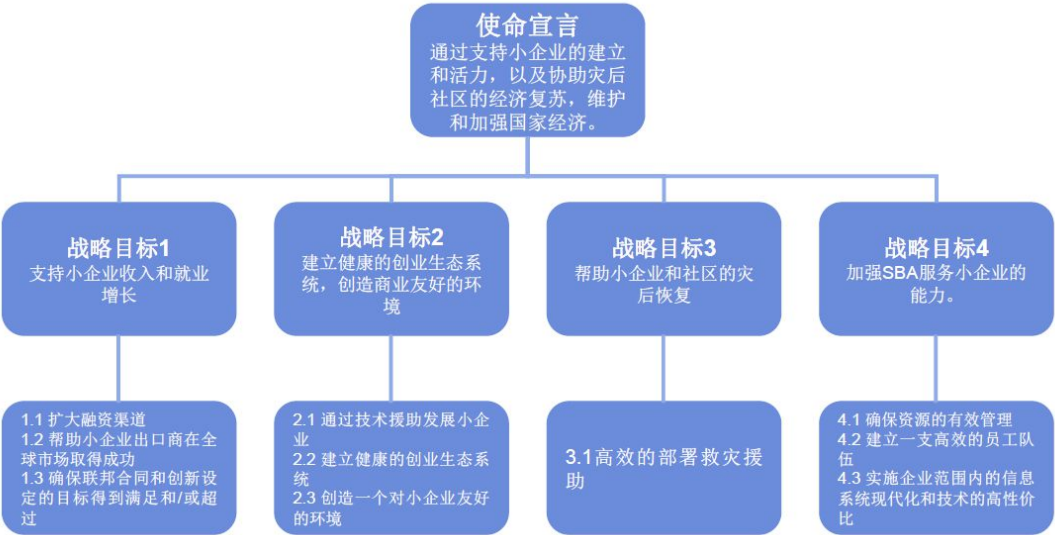 使命宣言
通过支持小企业的建立
和活力，以及协助灾后
社区的经济复苏，维护
和加强国家经济。
战略目标1
支持小企业收入和就业
增长
战略目标2
建立健康的创业生态系
统，创造商业友好的环
境
战略目标3
帮助小企业和社区的灾
后恢复
战略目标4
加强SBA服务小企业的
能力。
1.1 扩大融资渠道
1.2 帮助小企业出口商在全
球市场取得成功
1.3 确保联邦合同和创新设
定的目标得到满足和/或超
过
2.1 通过技术援助发展小企
业
2.2 建立健康的创业生态系
统
2.3 创造一个对小企业友好
的环境
3.1高效的部署救灾援
助
4.1 确保资源的有效管理
4.2 建立一支高效的员工队
伍
4.3 实施企业范围内的信息
系统现代化和技术的高性价
比